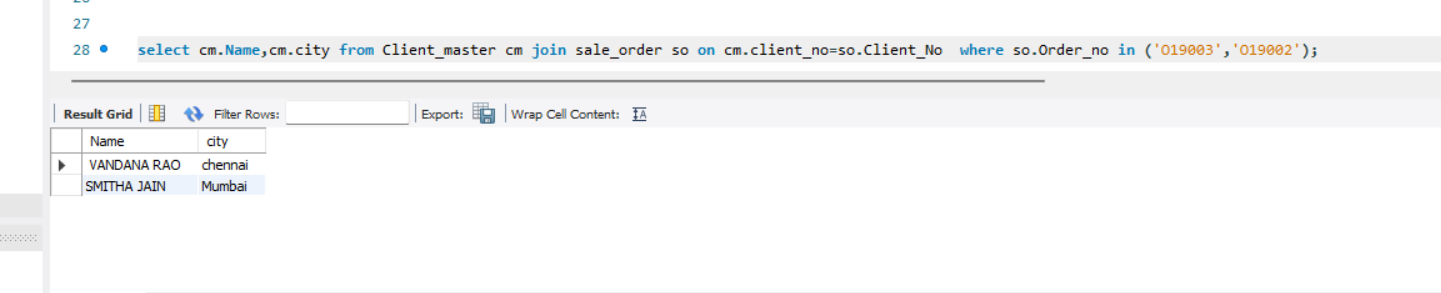 27
28 select cm.Name,cm.city from Client_master cm join sale_order so on cm.client_no=so.Client_No where so.Order_no in ('O19003','O19002');
Result Grid Filter Rows: Export: Wrap Cell Content: IA
Name city
VANDANA RAO chennai
SMITHA JAIN Mumbai